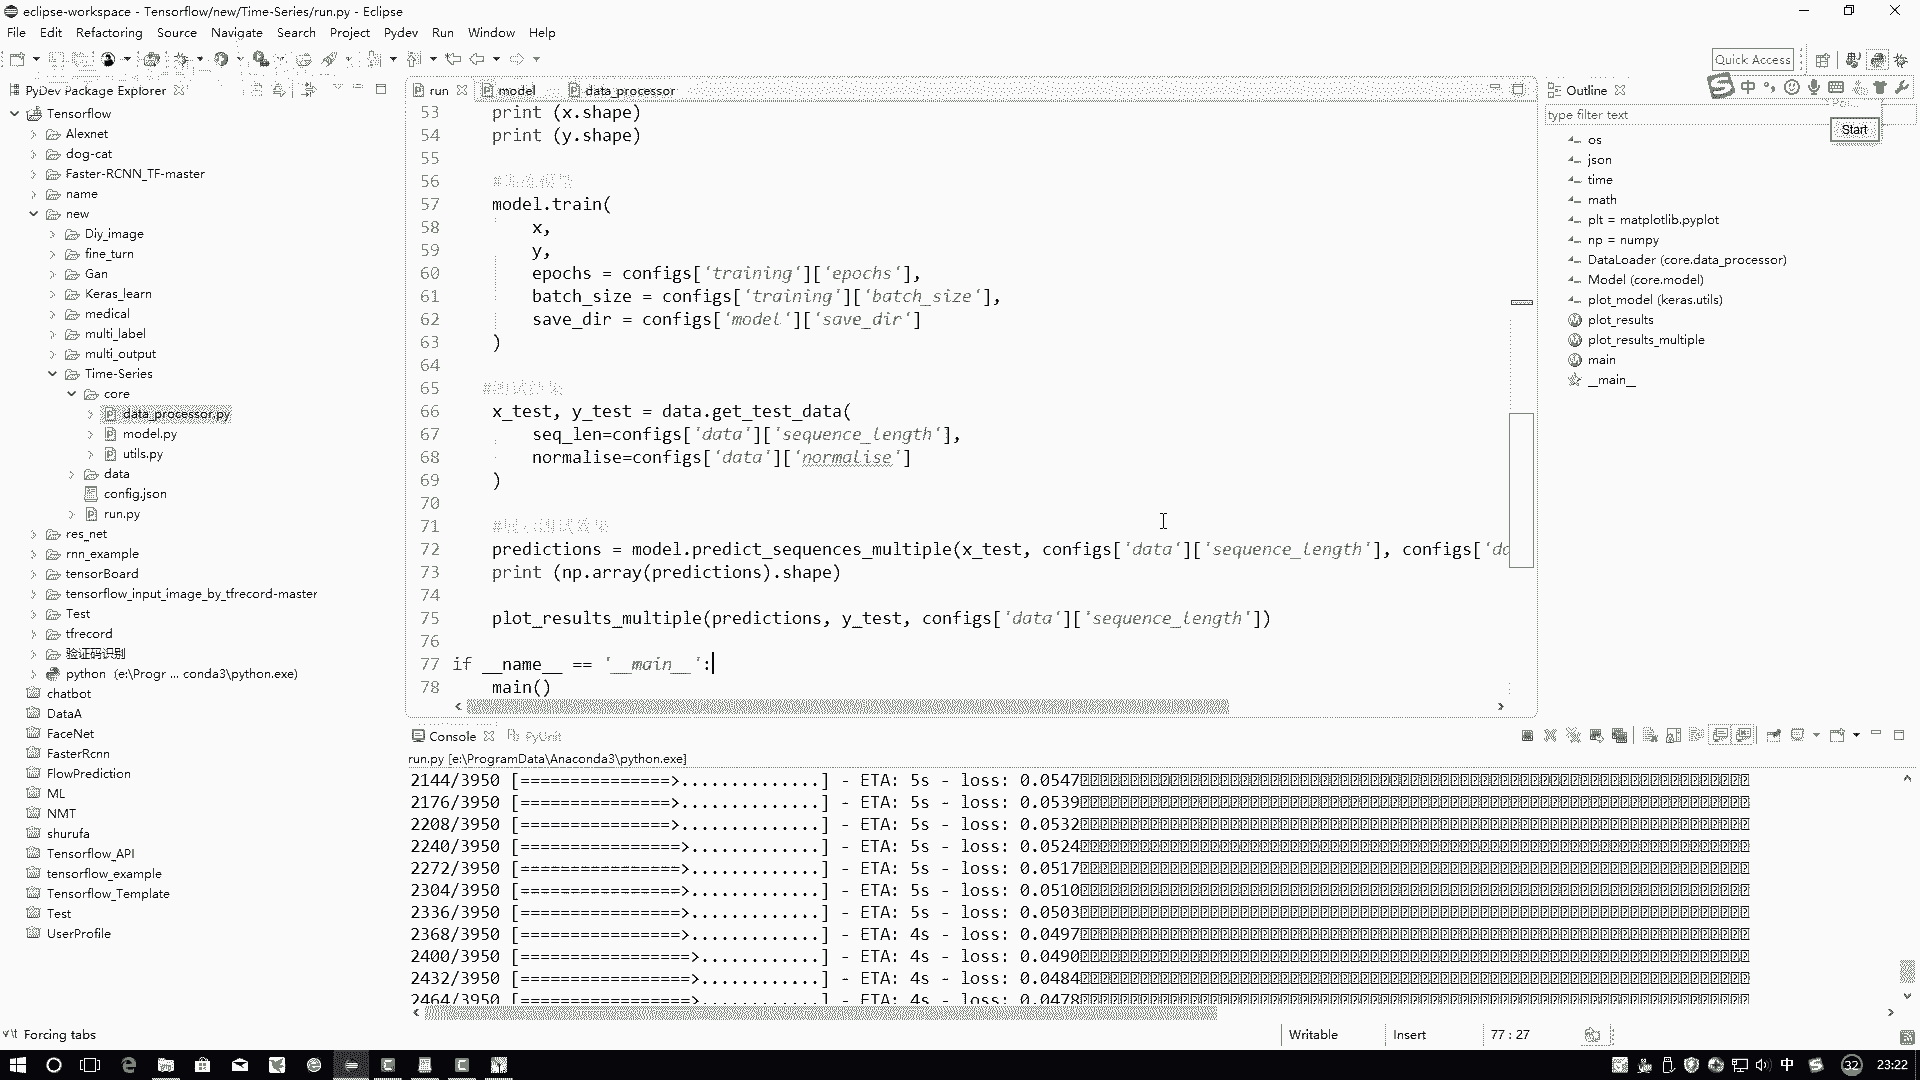 eclipse-workspace - Tensorflow/new/Time-Series/run.py - Eclipse
File Edit Refactoring Source Navigate Search Project Pydev Run Window Help
Quick Access
PyDev Package Explorer
Tensorflow
Alexnet
dog-cat
Faster-RCNN_TF-master
name
new
Diy_image
fine_turn
Gan
Keras_learn
medical
multi_label
multi_output
Time-Series
core
data_processor.py
model.py
utils.py
data
config.json
run.py
res_net
rnn_example
tensorBoard
tensorflow_input_image_by_tfrecord-master
Test
tfrecord
验证码识别
python (e:\Progr ... conda3\python.exe)
chatbot
DataA
FaceNet
FasterRcnn
FlowPrediction
ML
NMT
shurufa
Tensorflow_API
tensorflow_example
Tensorflow_Template
Test
UserProfile
run model data_processor
53 print (x.shape)
54 print (y.shape)
55
56 #
57 model.train(
58 x,
59 y,
60 epochs = configs['training']['epochs'],
61 batch_size = configs['training']['batch_size'],
62 save_dir = configs['model']['save_dir']
63 )
64
65 #
66 x_test, y_test = data.get_test_data(
67 seq_len=configs['data']['sequence_length'],
68 normalise=configs['data']['normalise']
69 )
70
71 #
72 predictions = model.predict_sequences_multiple(x_test, configs['data']['sequence_length'], configs['da
73 print (np.array(predictions).shape)
74
75 plot_results_multiple(predictions, y_test, configs['data']['sequence_length'])
76
77 if __name__ == '__main__':
78 main()
Outline
中
type filter text
Start
os
json
time
math
plt = matplotlib.pyplot
np = numpy
DataLoader (core.data_processor)
Model (core.model)
plot_model (keras.utils)
plot_results
plot_results_multiple
main
__main__
Console PyUnit
run.py [e:\ProgramData\Anaconda3\python.exe]
2144/3950 [===============>..............] - ETA: 5s - loss: 0.0547
2176/3950 [===============>..............] - ETA: 5s - loss: 0.0539
2208/3950 [===============>..............] - ETA: 5s - loss: 0.0532
2240/3950 [================>.............] - ETA: 5s - loss: 0.0524
2272/3950 [================>.............] - ETA: 5s - loss: 0.0517
2304/3950 [================>.............] - ETA: 5s - loss: 0.0510
2336/3950 [================>.............] - ETA: 5s - loss: 0.0503
2368/3950 [================>.............] - ETA: 4s - loss: 0.0497
2400/3950 [=================>............] - ETA: 4s - loss: 0.0490
2432/3950 [=================>............] - ETA: 4s - loss: 0.0484
2464/3950 [=================>............] - ETA: 4s - loss: 0.0478
Forcing tabs
Writable Insert 77 : 27
中 32 23:22